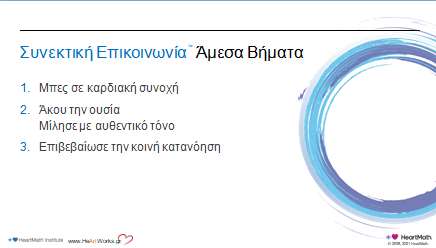 Συνεκτική Επικοινωνία™ Άμεσα Βήματα
1. Μπες σε καρδιακή συνοχή
2. Άκου την ουσία
Μίλησε με αυθεντικό τόνο
3. Επιβεβαίωσε την κοινή κατανόηση
HeartMath Institute www.HeArtWorks.gr
HeartMath